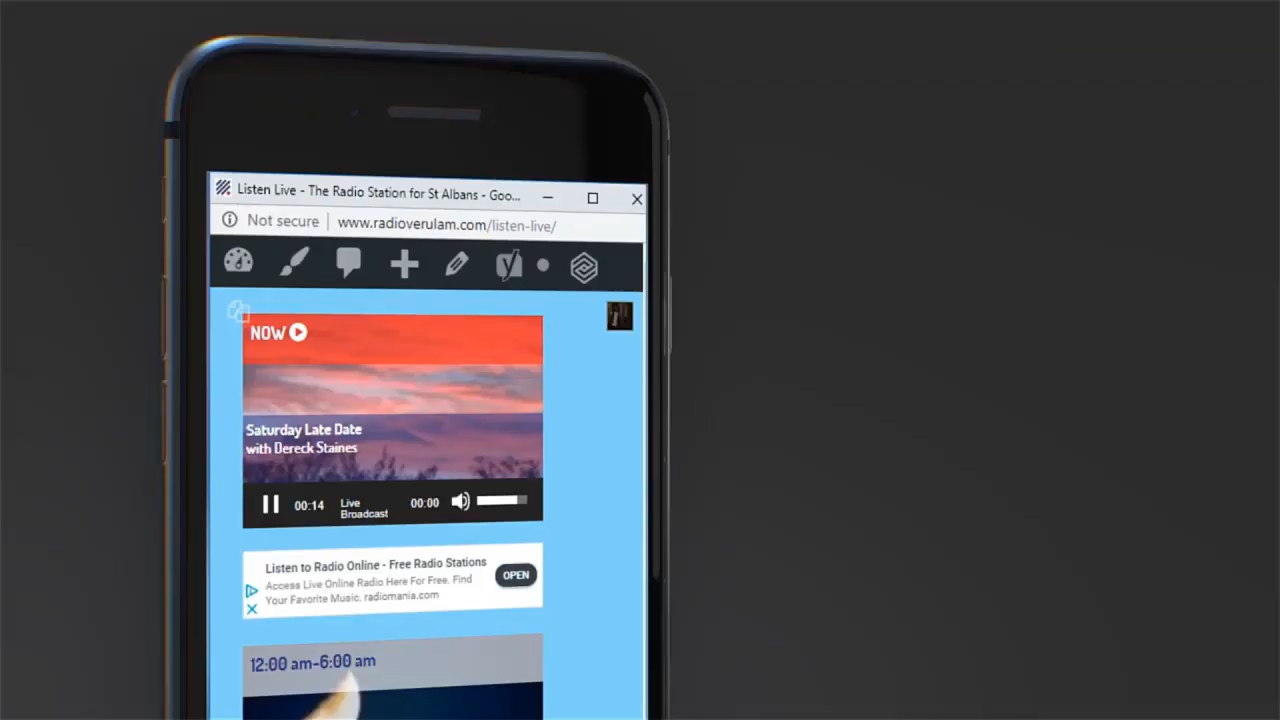 Listen Live - The Radio Station for St Albans - Goo...
Not secure | www.radioverulam.com/listen-live/
NOW
Saturday Late Date
with Dereck Staines
00:14 Live Broadcast 00:00
Listen to Radio Online - Free Radio Stations
Access Live Online Radio Here For Free. Find
Your Favorite Music. radiomania.com
OPEN
12:00 am-6:00 am